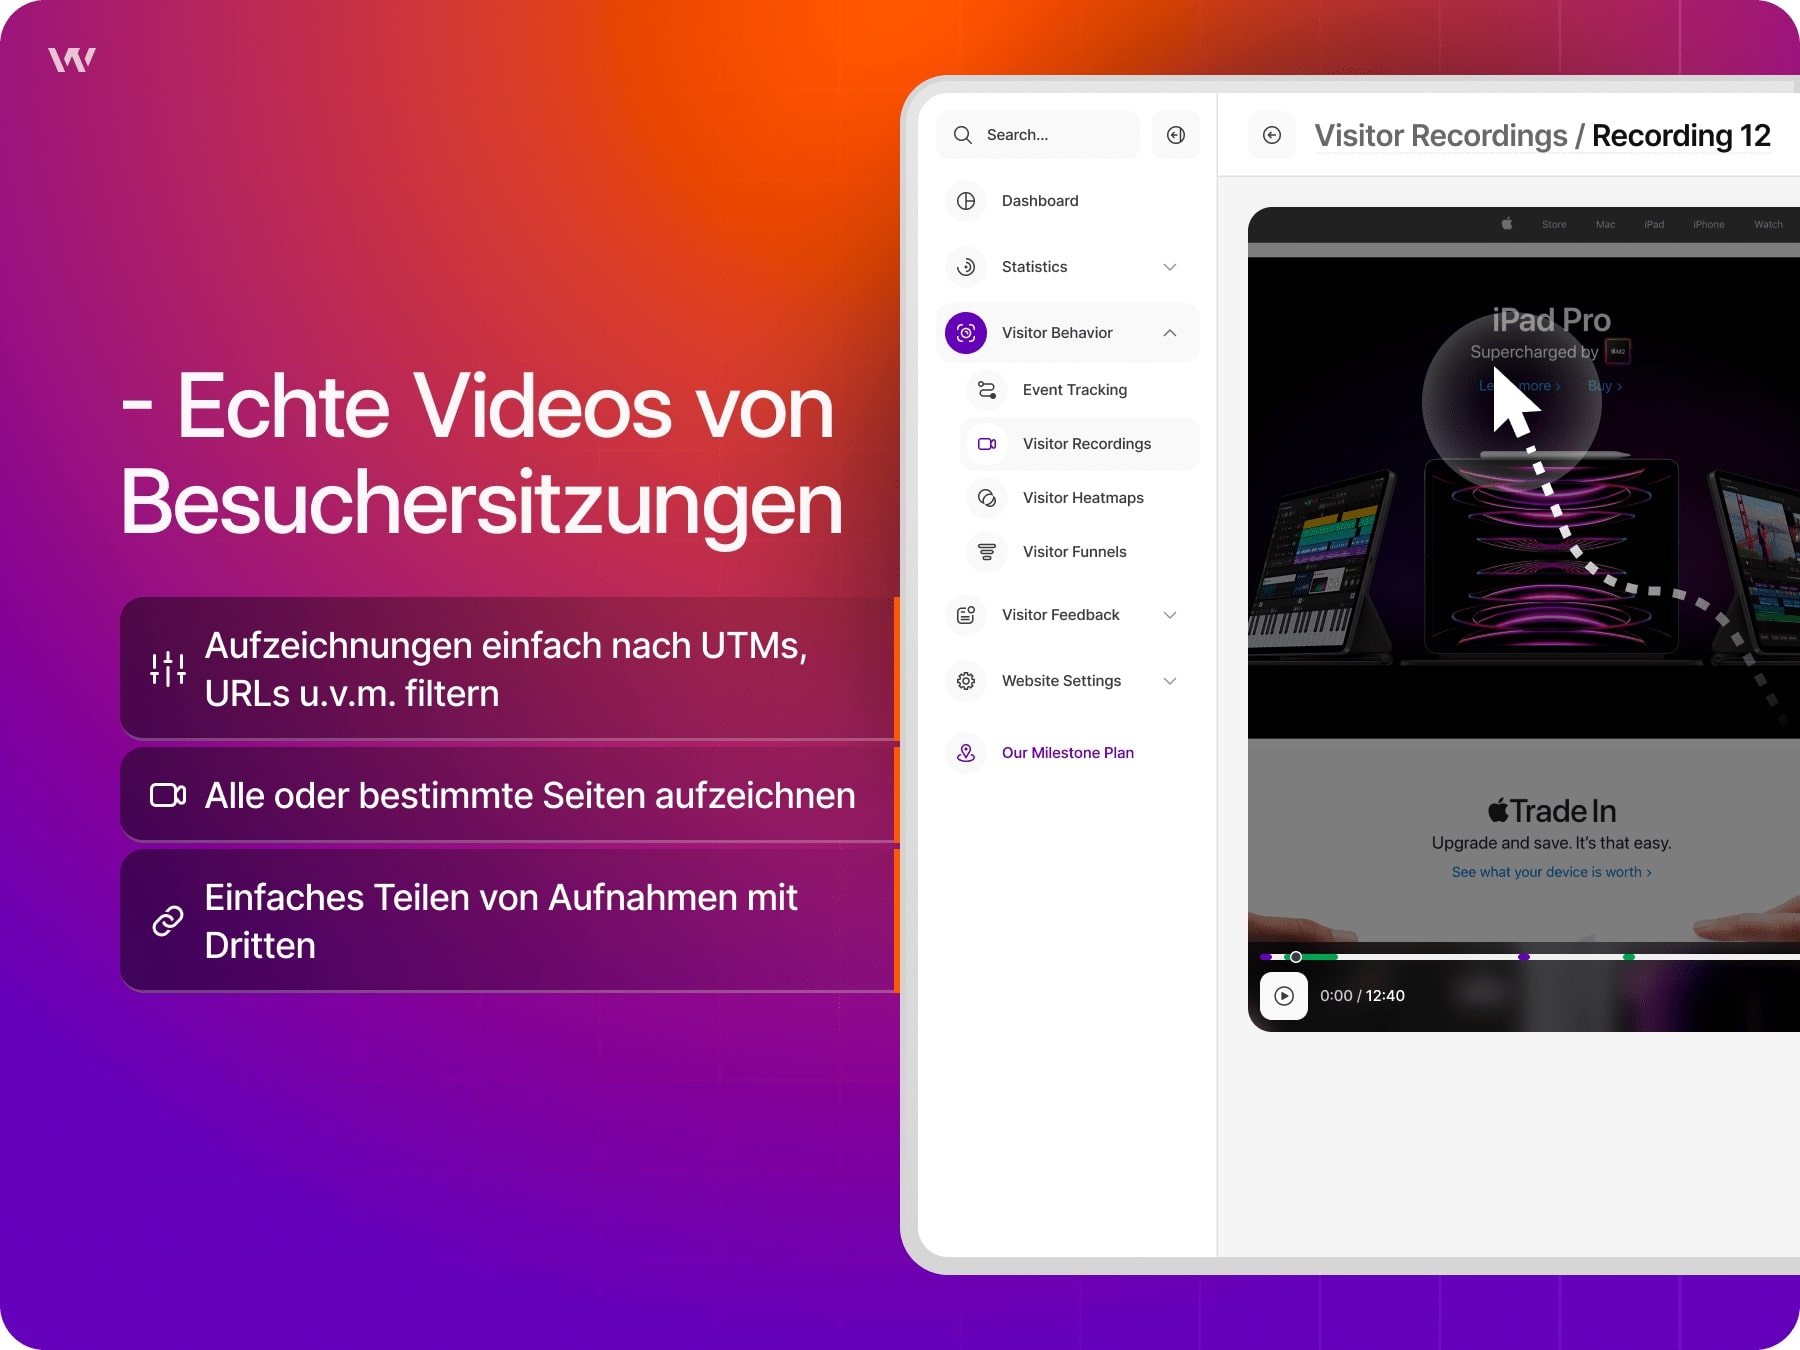 - Echte Videos von
Besuchersitzungen
Aufzeichnungen einfach nach UTMs,
URLs u.v.m. filtern
Alle oder bestimmte Seiten aufzeichnen
Einfaches Teilen von Aufnahmen mit
Dritten
Search...
Dashboard
Statistics
Visitor Behavior
Event Tracking
Visitor Recordings
Visitor Heatmaps
Visitor Funnels
Visitor Feedback
Website Settings
Our Milestone Plan
Visitor Recordings / Recording 12
Store Mac iPad iPhone Watch
iPad Pro
Supercharged by M2
more > Buy >
Trade In
Upgrade and save. It's that easy.
See what your device is worth >
0:00 / 12:40